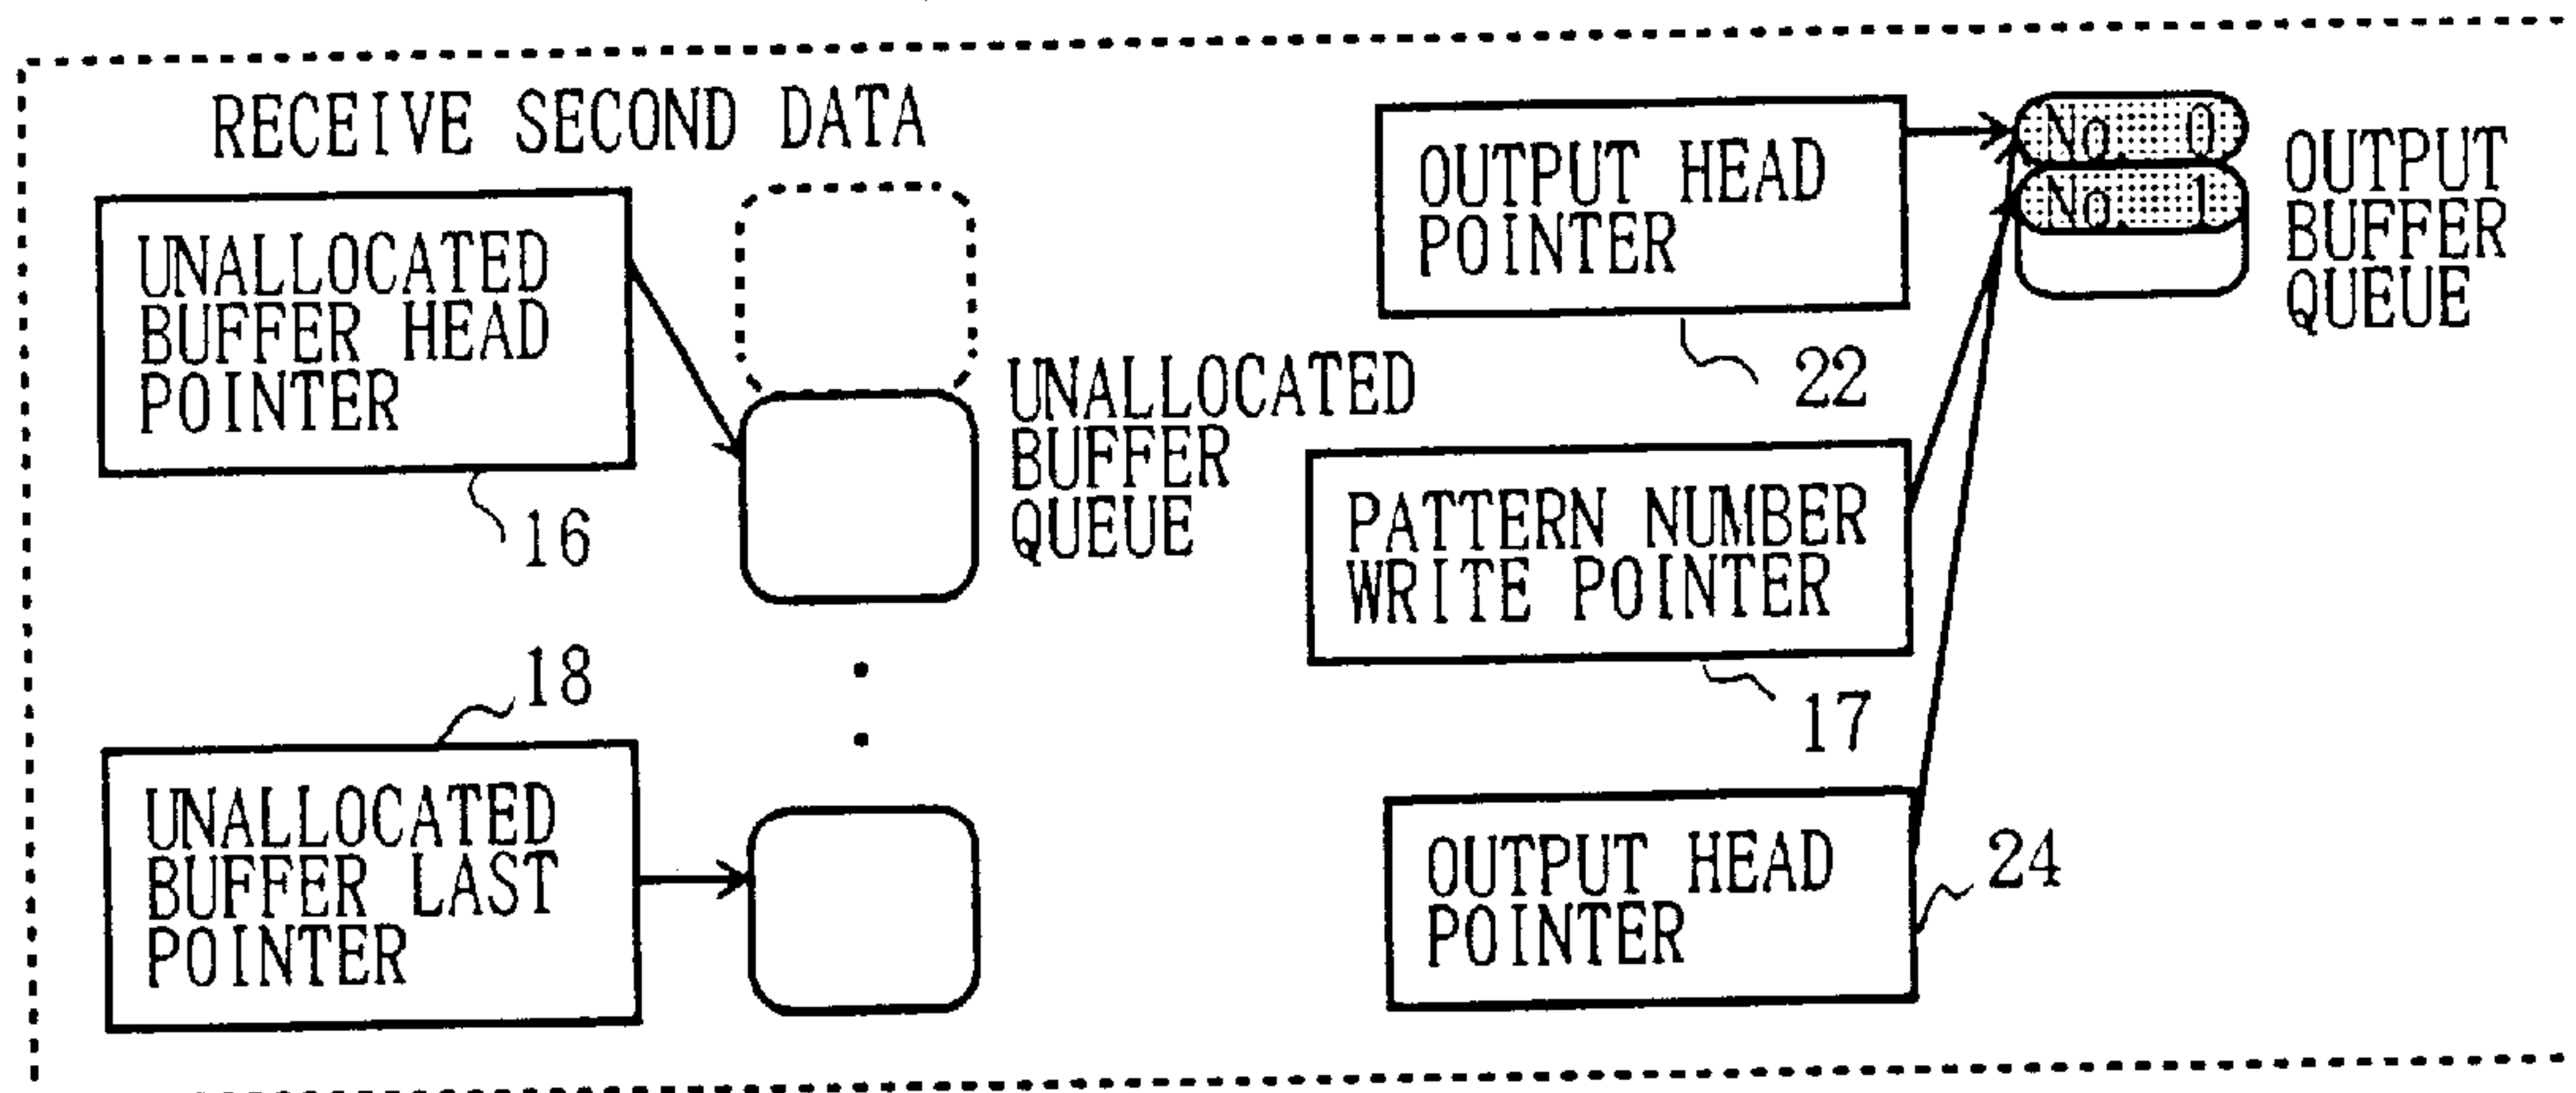 RECEIVE SECOND DATA
UNALLOCATED
BUFFER HEAD
POINTER
16
UNALLOCATED
BUFFER
QUEUE
18
UNALLOCATED
BUFFER LAST
POINTER
OUTPUT HEAD
POINTER
22
No. 0
No. 1
OUTPUT
BUFFER
QUEUE
PATTERN NUMBER
WRITE POINTER
17
OUTPUT HEAD
POINTER
24